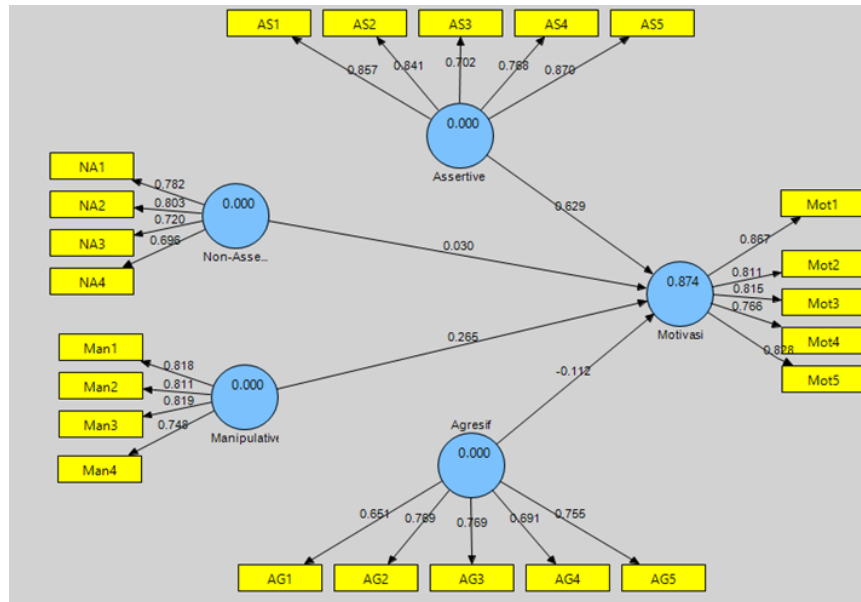 AS1 AS2 AS3 AS4 AS5
0.857 0.841 0.702 0.768 0.870
0.000
Assertive
NA1
NA2
NA3
NA4
0.782
0.803
0.720
0.696
0.000
Non-Asse...
0.629
0.030
Man1
Man2
Man3
Man4
0.818
0.811
0.819
0.748
0.000
Manipulative
0.265
-0.112
0.874
Motivasi
0.867
0.811
0.815
0.766
0.828
Mot1
Mot2
Mot3
Mot4
Mot5
Agresif
0.000
0.651 0.769 0.769 0.691 0.755
AG1 AG2 AG3 AG4 AG5